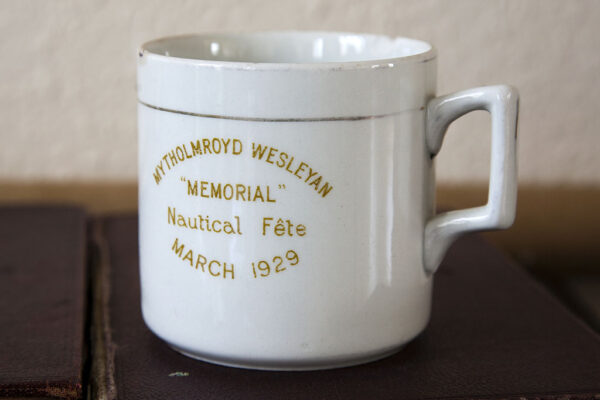 MYTHOLMROYD WESLEYAN
"MEMORIAL"
Nautical Fête
MARCH 1929